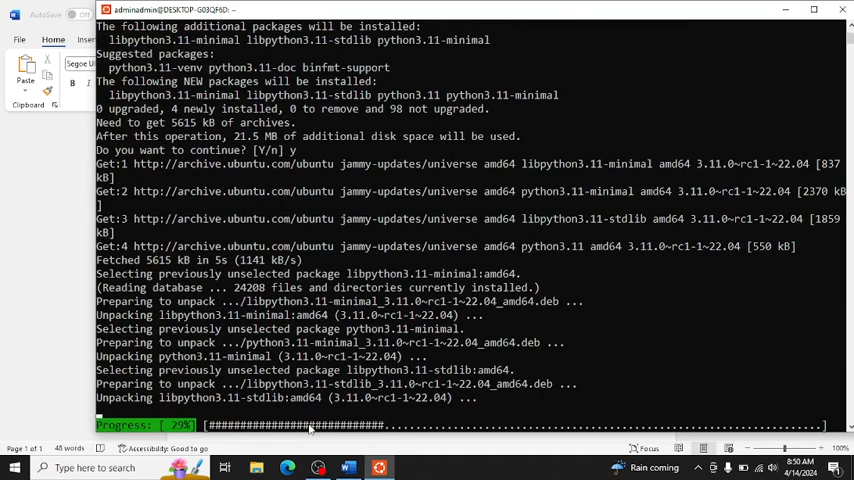 AutoSave Off
adminadmin@DESKTOP-G03QF6D: ~
File Home Inser
Paste
Segoe U
B
Clipboard
The following additional packages will be installed:
libpython3.11-minimal libpython3.11-stdlib python3.11-minimal
Suggested packages:
python3.11-venv python3.11-doc binfmt-support
The following NEW packages will be installed:
libpython3.11-minimal libpython3.11-stdlib python3.11 python3.11-minimal
0 upgraded, 4 newly installed, 0 to remove and 98 not upgraded.
Need to get 5615 kB of archives.
After this operation, 21.5 MB of additional disk space will be used.
Do you want to continue? [Y/n] y
Get:1 http://archive.ubuntu.com/ubuntu jammy-updates/universe amd64 libpython3.11-minimal amd64 3.11.0~rc1-1~22.04 [837
kB]
Get:2 http://archive.ubuntu.com/ubuntu jammy-updates/universe amd64 python3.11-minimal amd64 3.11.0~rc1-1~22.04 [2370 kB
]
Get:3 http://archive.ubuntu.com/ubuntu jammy-updates/universe amd64 libpython3.11-stdlib amd64 3.11.0~rc1-1~22.04 [1859
kB]
Get:4 http://archive.ubuntu.com/ubuntu jammy-updates/universe amd64 python3.11 amd64 3.11.0~rc1-1~22.04 [550 kB]
Fetched 5615 kB in 5s (1141 kB/s)
Selecting previously unselected package libpython3.11-minimal:amd64.
(Reading database ... 24208 files and directories currently installed.)
Preparing to unpack .../libpython3.11-minimal_3.11.0~rc1-1~22.04_amd64.deb ...
Unpacking libpython3.11-minimal:amd64 (3.11.0~rc1-1~22.04) ...
Selecting previously unselected package python3.11-minimal.
Preparing to unpack .../python3.11-minimal_3.11.0~rc1-1~22.04_amd64.deb ...
Unpacking python3.11-minimal (3.11.0~rc1-1~22.04) ...
Selecting previously unselected package libpython3.11-stdlib:amd64.
Preparing to unpack .../libpython3.11-stdlib_3.11.0~rc1-1~22.04_amd64.deb ...
Unpacking libpython3.11-stdlib:amd64 (3.11.0~rc1-1~22.04) ...
Progress: [ 29%] [############################......................................................................]
Page 1 of 1 48 words Accessibility: Good to go Focus 100%
Type here to search
Rain coming
8:50 AM
4/14/2024